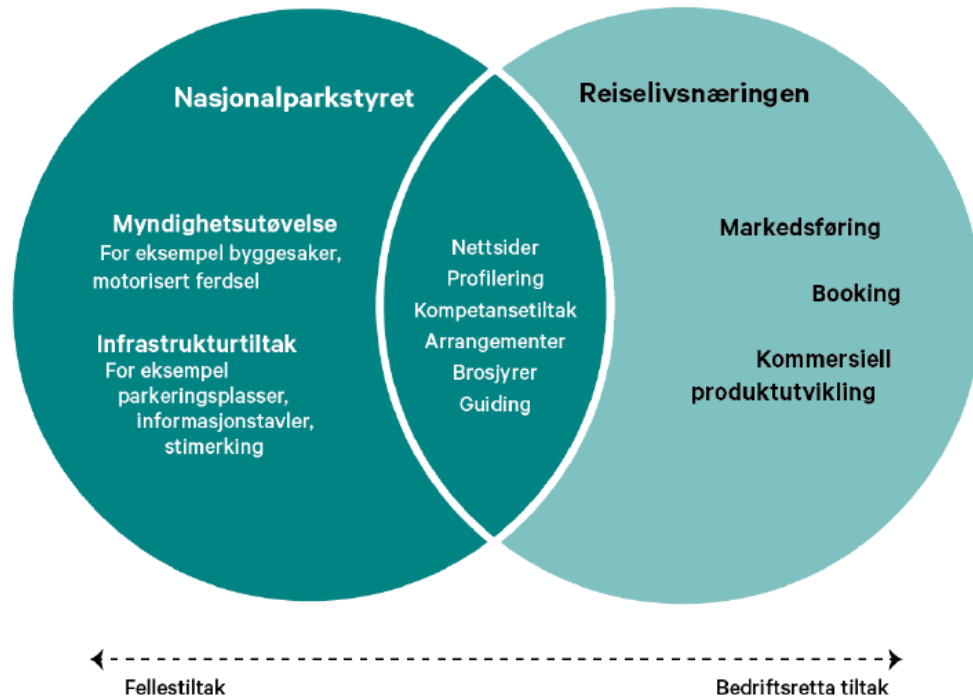 Nasjonalparkstyret
Myndighetsutøvelse
For eksempel byggesaker,
motorisert ferdsel
Infrastrukturtiltak
For eksempel
parkeringsplasser,
informasjonstavler,
stimerking
Nettsider
Profilering
Kompetansetiltak
Arrangementer
Brosjyrer
Guiding
Reiselivsnæringen
Markedsføring
Booking
Kommersiell
produktutvikling
Fellestiltak
Bedriftsretta tiltak